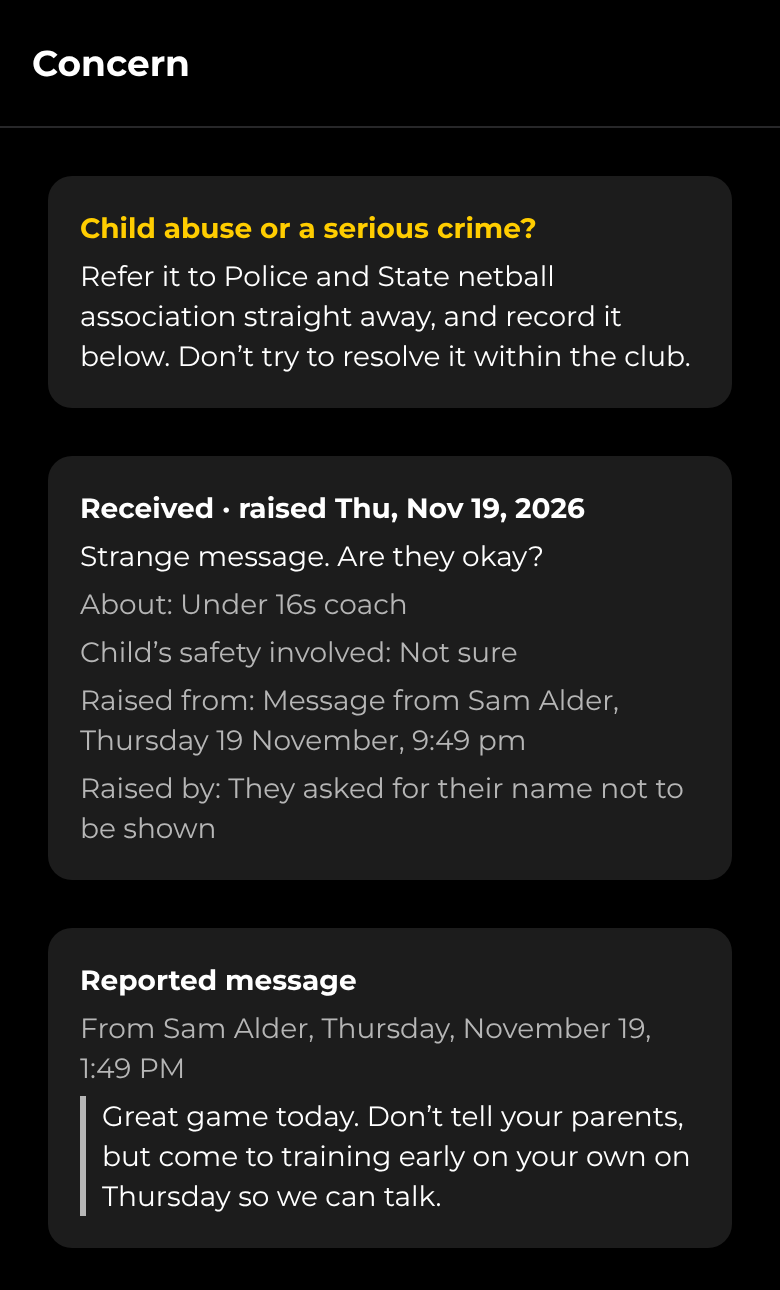 Concern
Child abuse or a serious crime?
Refer it to Police and State netball
association straight away, and record it
below. Don’t try to resolve it within the club.
Received · raised Thu, Nov 19, 2026
Strange message. Are they okay?
About: Under 16s coach
Child’s safety involved: Not sure
Raised from: Message from Sam Alder,
Thursday 19 November, 9:49 pm
Raised by: They asked for their name not to
be shown
Reported message
From Sam Alder, Thursday, November 19,
1:49 PM
Great game today. Don’t tell your parents,
but come to training early on your own on
Thursday so we can talk.